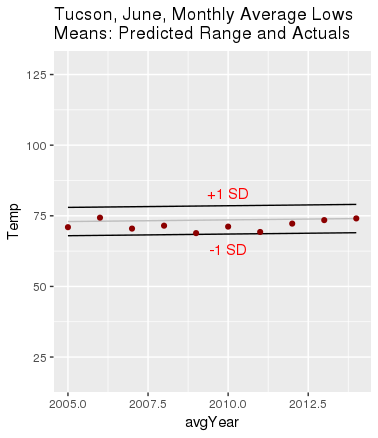 Tucson, June, Monthly Average Lows
Means: Predicted Range and Actuals
125
100
75
50
25
Temp
+1 SD
-1 SD
2005.0 2007.5 2010.0 2012.5
avgYear